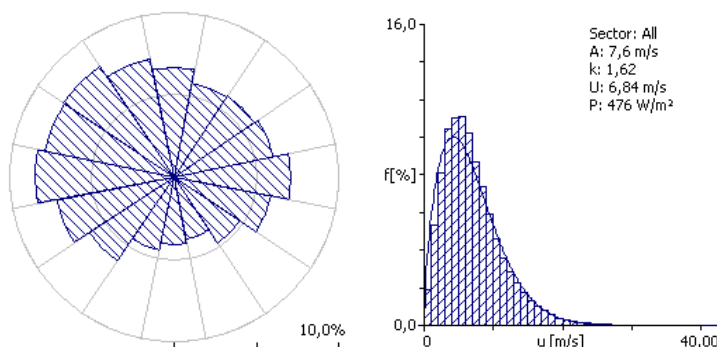 10,0%
16,0
f[%]
0,0
0
u [m/s]
40,00
Sector: All
A: 7,6 m/s
k: 1,62
U: 6,84 m/s
P: 476 W/m²